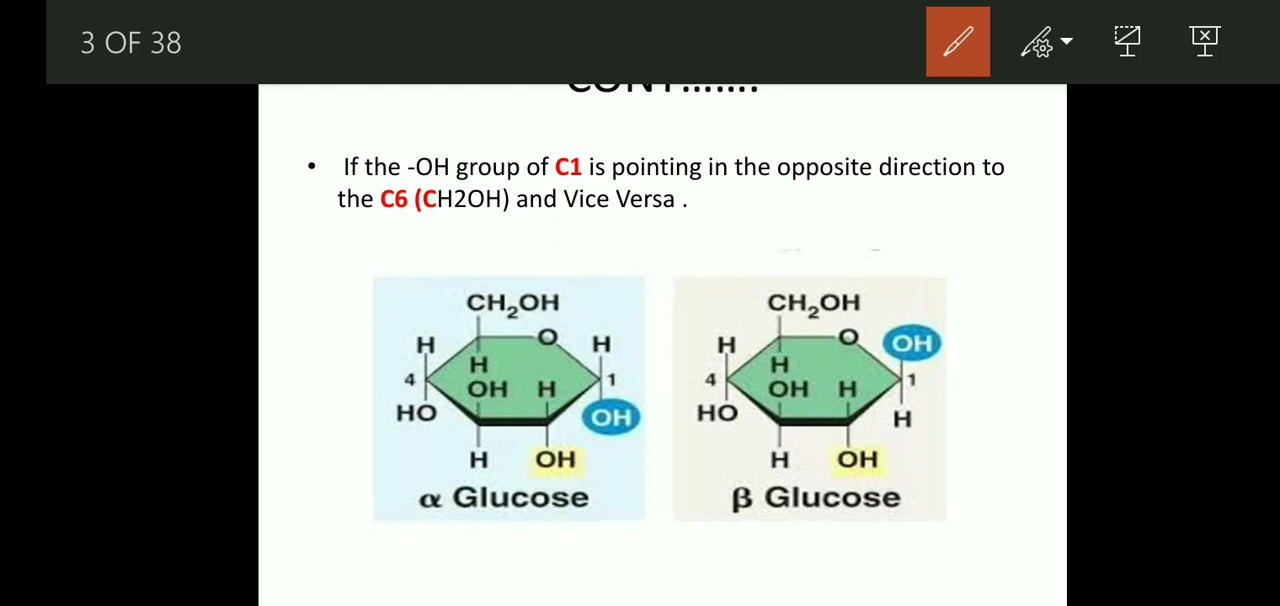 3 OF 38
• If the -OH group of C1 is pointing in the opposite direction to
the C6 (CH2OH) and Vice Versa .
CH₂OH
H
O
H
H
4
OH
H
1
HO
OH
H
OH
α Glucose
CH₂OH
H
O
OH
H
4
OH
H
1
HO
H
H
OH
β Glucose